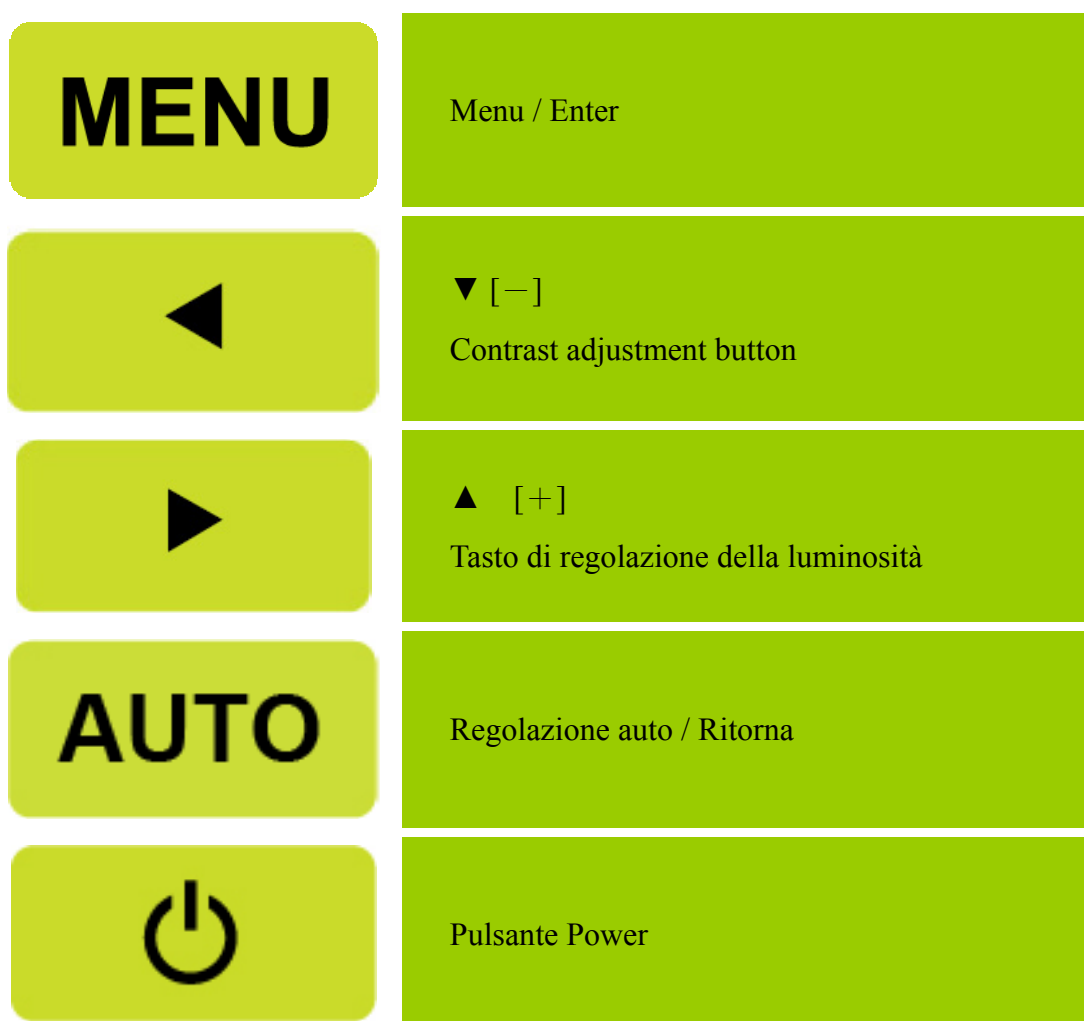 MENU
Menu / Enter
◄
▼ [－]
Contrast adjustment button
►
▲ [＋]
Tasto di regolazione della luminosità
AUTO
Regolazione auto / Ritorna
Pulsante Power